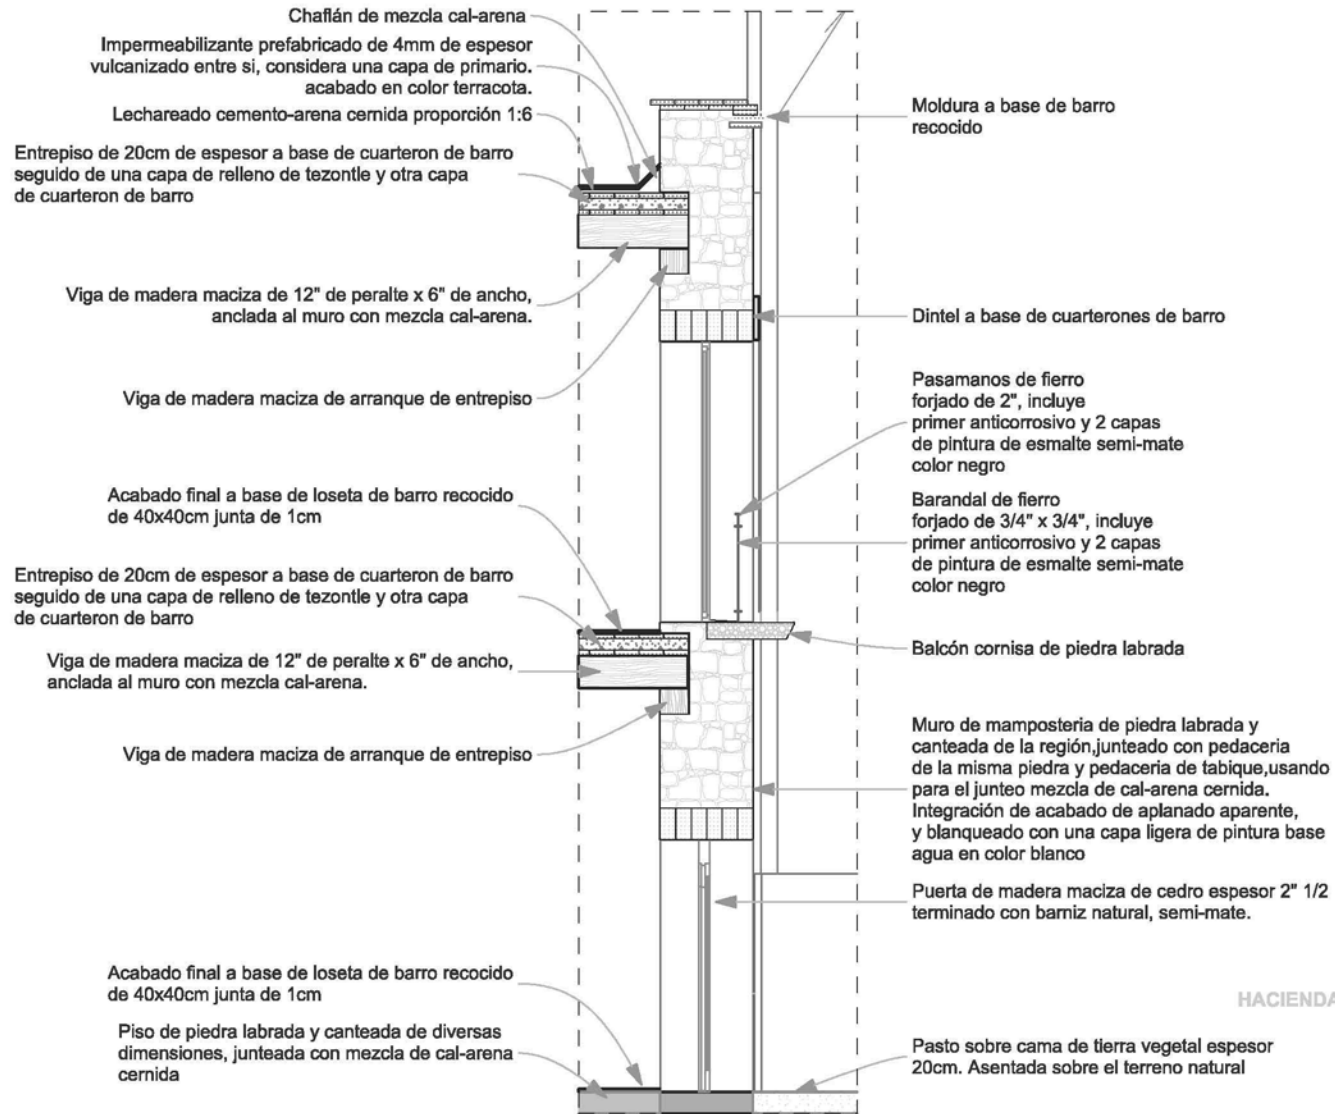 Chaflán de mezcla cal-arena
Impermeabilizante prefabricado de 4mm de espesor
vulcanizado entre si, considera una capa de primario.
acabado en color terracota.
Lechareado cemento-arena cernida proporción 1:6
Entrepiso de 20cm de espesor a base de cuarteron de barro
seguido de una capa de relleno de tezontle y otra capa
de cuarteron de barro
Viga de madera maciza de 12" de peralte x 6" de ancho,
anclada al muro con mezcla cal-arena.
Viga de madera maciza de arranque de entrepiso
Acabado final a base de loseta de barro recocido
de 40x40cm junta de 1cm
Entrepiso de 20cm de espesor a base de cuarteron de barro
seguido de una capa de relleno de tezontle y otra capa
de cuarteron de barro
Viga de madera maciza de 12" de peralte x 6" de ancho,
anclada al muro con mezcla cal-arena.
Viga de madera maciza de arranque de entrepiso
Acabado final a base de loseta de barro recocido
de 40x40cm junta de 1cm
Piso de piedra labrada y canteada de diversas
dimensiones, junteada con mezcla de cal-arena
cernida
Moldura a base de barro
recocido
Dintel a base de cuarterones de barro
Pasamanos de fierro
forjado de 2", incluye
primer anticorrosivo y 2 capas
de pintura de esmalte semi-mate
color negro
Barandal de fierro
forjado de 3/4" x 3/4", incluye
primer anticorrosivo y 2 capas
de pintura de esmalte semi-mate
color negro
Balcón cornisa de piedra labrada
Muro de mamposteria de piedra labrada y
canteada de la región,junteado con pedaceria
de la misma piedra y pedaceria de tabique,usando
para el junteo mezcla de cal-arena cernida.
Integración de acabado de aplanado aparente,
y blanqueado con una capa ligera de pintura base
agua en color blanco
Puerta de madera maciza de cedro espesor 2" 1/2
terminado con barniz natural, semi-mate.
HACIENDA
Pasto sobre cama de tierra vegetal espesor
20cm. Asentada sobre el terreno natural